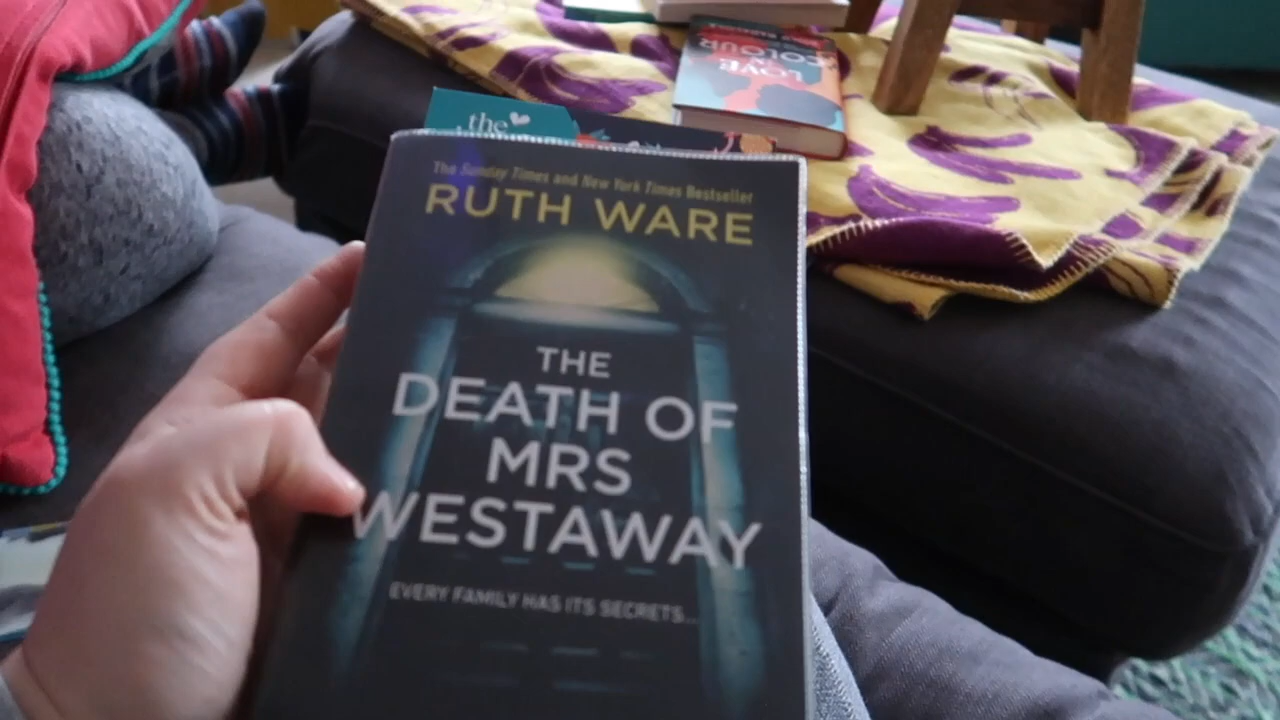 The Sunday Times and New York Times Bestseller
RUTH WARE
THE
DEATH OF
MRS
WESTAWAY
EVERY FAMILY HAS ITS SECRETS...
the
COLOUR
LOVE